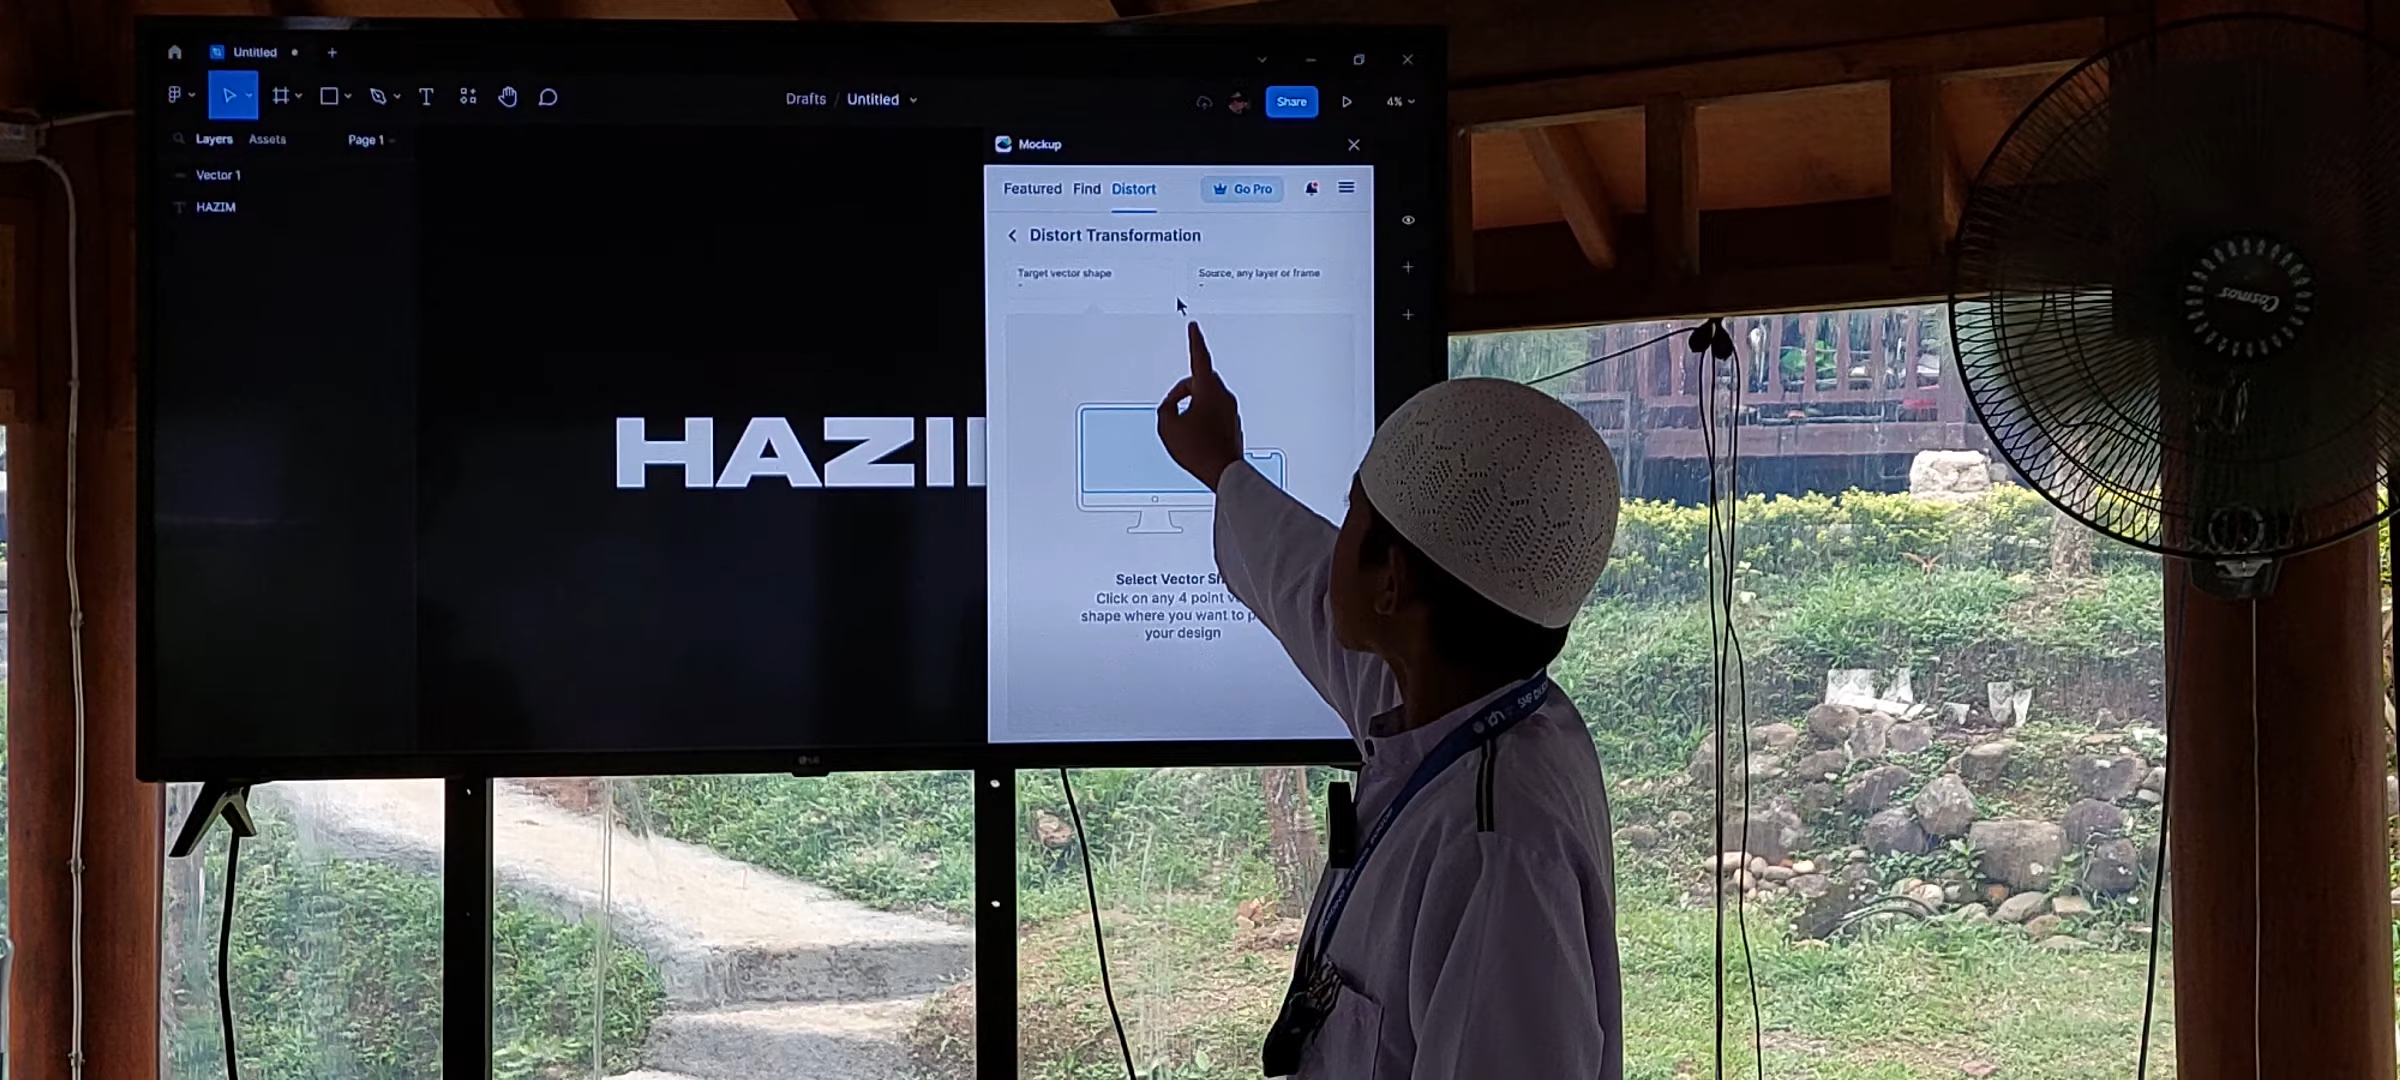 Untitled
Drafts / Untitled
Share
4%
Layers Assets Page 1
Vector 1
HAZIM
Mockup
Featured Find Distort Go Pro
Distort Transformation
Target vector shape
-
Source, any layer or frame
-
HAZI
Select Vector Sh
Click on any 4 point v
shape where you want to p
your design
LG
Cosmos